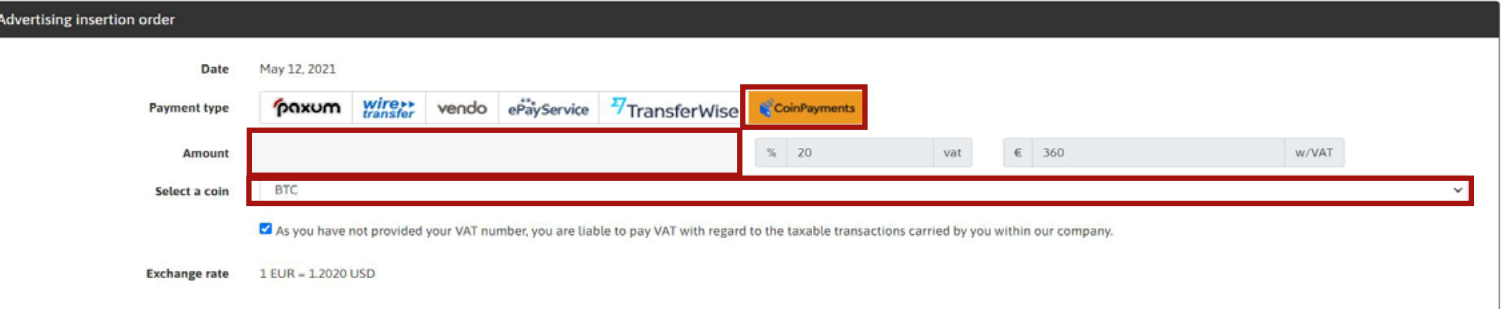 Advertising insertion order
Date May 12, 2021
Payment type paxum wire transfer vendo ePayService TransferWise CoinPayments
Amount % 20 vat € 360 w/VAT
Select a coin BTC
As you have not provided your VAT number, you are liable to pay VAT with regard to the taxable transactions carried by you within our company.
Exchange rate 1 EUR = 1.2020 USD